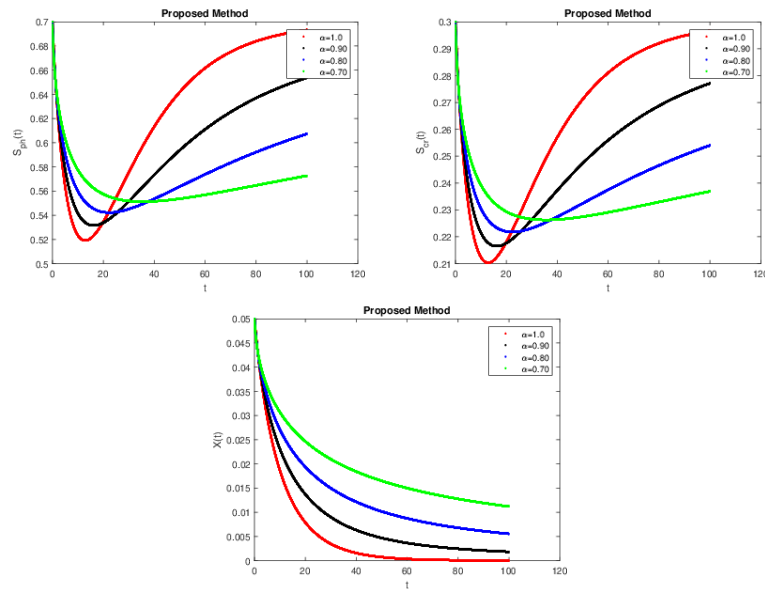 Proposed Method
0.7
0.68
0.66
0.64
0.62
0.6
0.58
0.56
0.54
0.52
0.5
S_ph(t)
0 20 40 60 80 100 120
t
α=1.0
α=0.90
α=0.80
α=0.70
Proposed Method
0.3
0.29
0.28
0.27
0.26
0.25
0.24
0.23
0.22
0.21
S_cr(t)
0 20 40 60 80 100 120
t
α=1.0
α=0.90
α=0.80
α=0.70
Proposed Method
0.05
0.045
0.04
0.035
0.03
0.025
0.02
0.015
0.01
0.005
0
X(t)
0 20 40 60 80 100 120
t
α=1.0
α=0.90
α=0.80
α=0.70